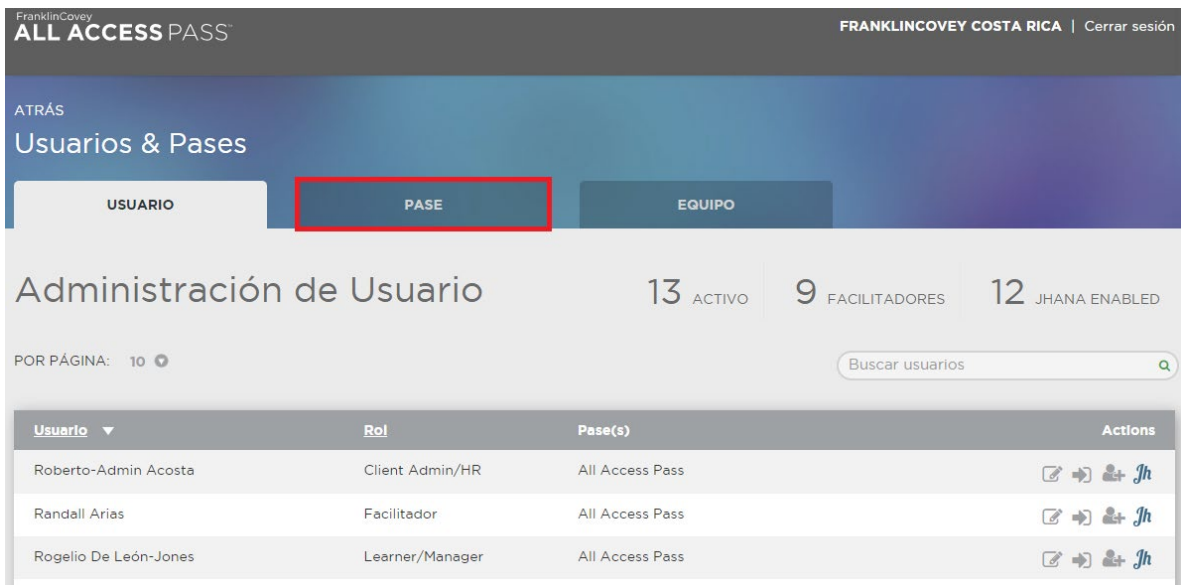 FranklinCovey
ALL ACCESS PASS™
FRANKLINCOVEY COSTA RICA | Cerrar sesión
ATRÁS
Usuarios & Pases
USUARIO PASE EQUIPO
Administración de Usuario 13 ACTIVO 9 FACILITADORES 12 JHANA ENABLED
POR PÁGINA: 10 Buscar usuarios
Usuario Rol Pase(s) Actions
Roberto-Admin Acosta Client Admin/HR All Access Pass Jh
Randall Arias Facilitador All Access Pass Jh
Rogelio De León-Jones Learner/Manager All Access Pass Jh